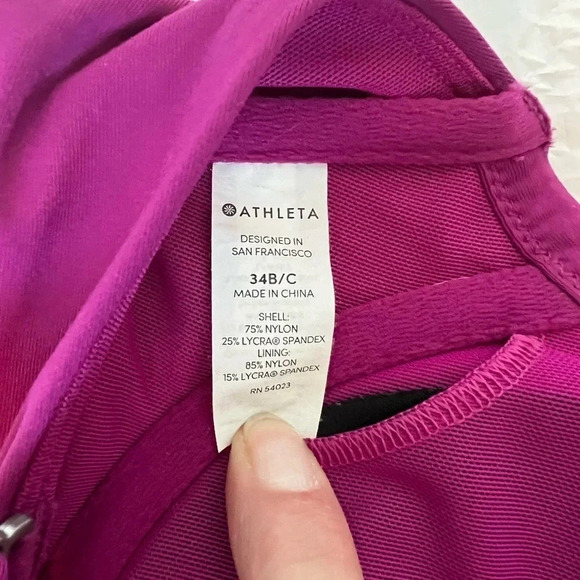 ATHLETA
DESIGNED IN
SAN FRANCISCO
34B/C
MADE IN CHINA
SHELL:
75% NYLON
25% LYCRA® SPANDEX
LINING:
85% NYLON
15% LYCRA® SPANDEX
RN 54023